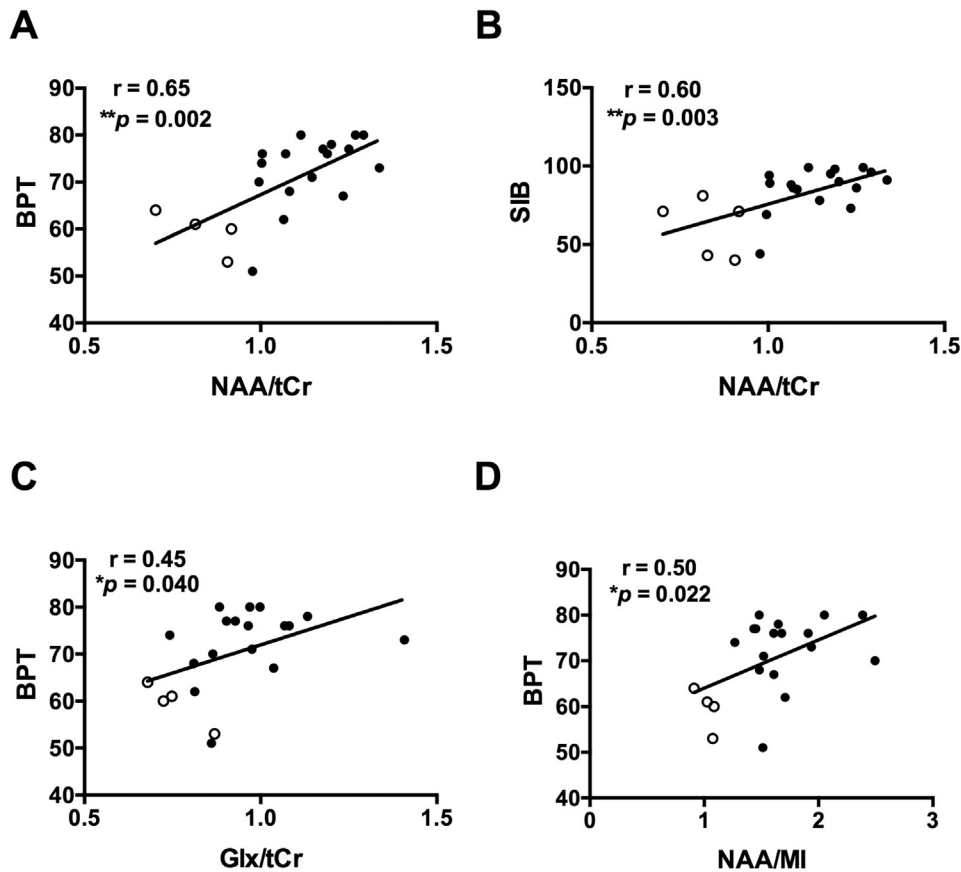 A
r = 0.65
**p = 0.002
BPT
90
80
70
60
50
40
0.5
1.0
1.5
NAA/tCr
B
r = 0.60
**p = 0.003
SIB
150
100
50
0
0.5
1.0
1.5
NAA/tCr
C
r = 0.45
*p = 0.040
BPT
90
80
70
60
50
40
0.5
1.0
1.5
Glx/tCr
D
r = 0.50
*p = 0.022
BPT
90
80
70
60
50
40
0
1
2
3
NAA/MI